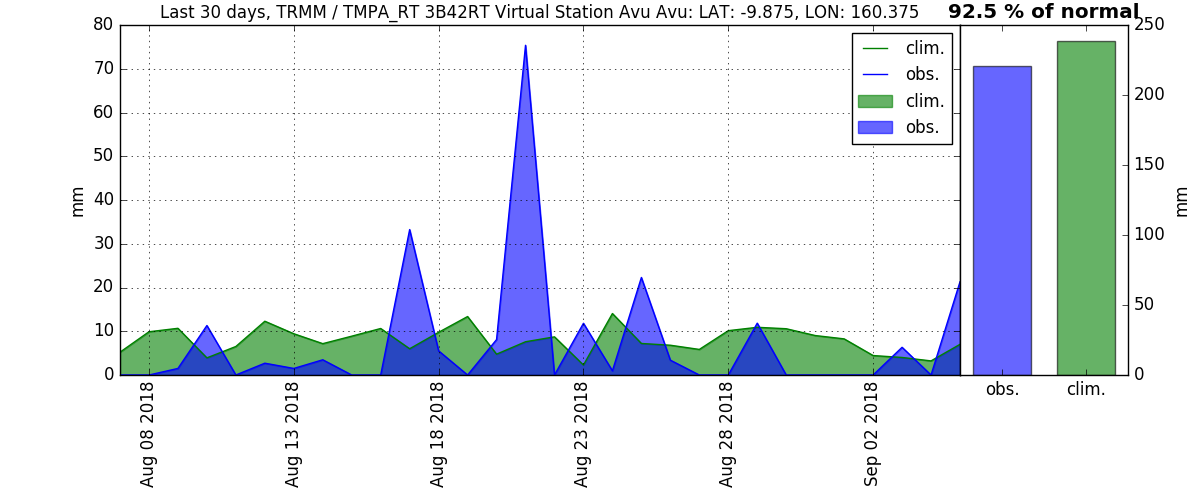 Last 30 days, TRMM / TMPA_RT 3B42RT Virtual Station Avu Avu: LAT: -9.875, LON: 160.375
92.5 % of normal
80
70
60
50
40
30
20
10
0
mm
clim.
obs.
clim.
obs.
Aug 08 2018
Aug 13 2018
Aug 18 2018
Aug 23 2018
Aug 28 2018
Sep 02 2018
250
200
150
100
50
0
mm
obs.
clim.